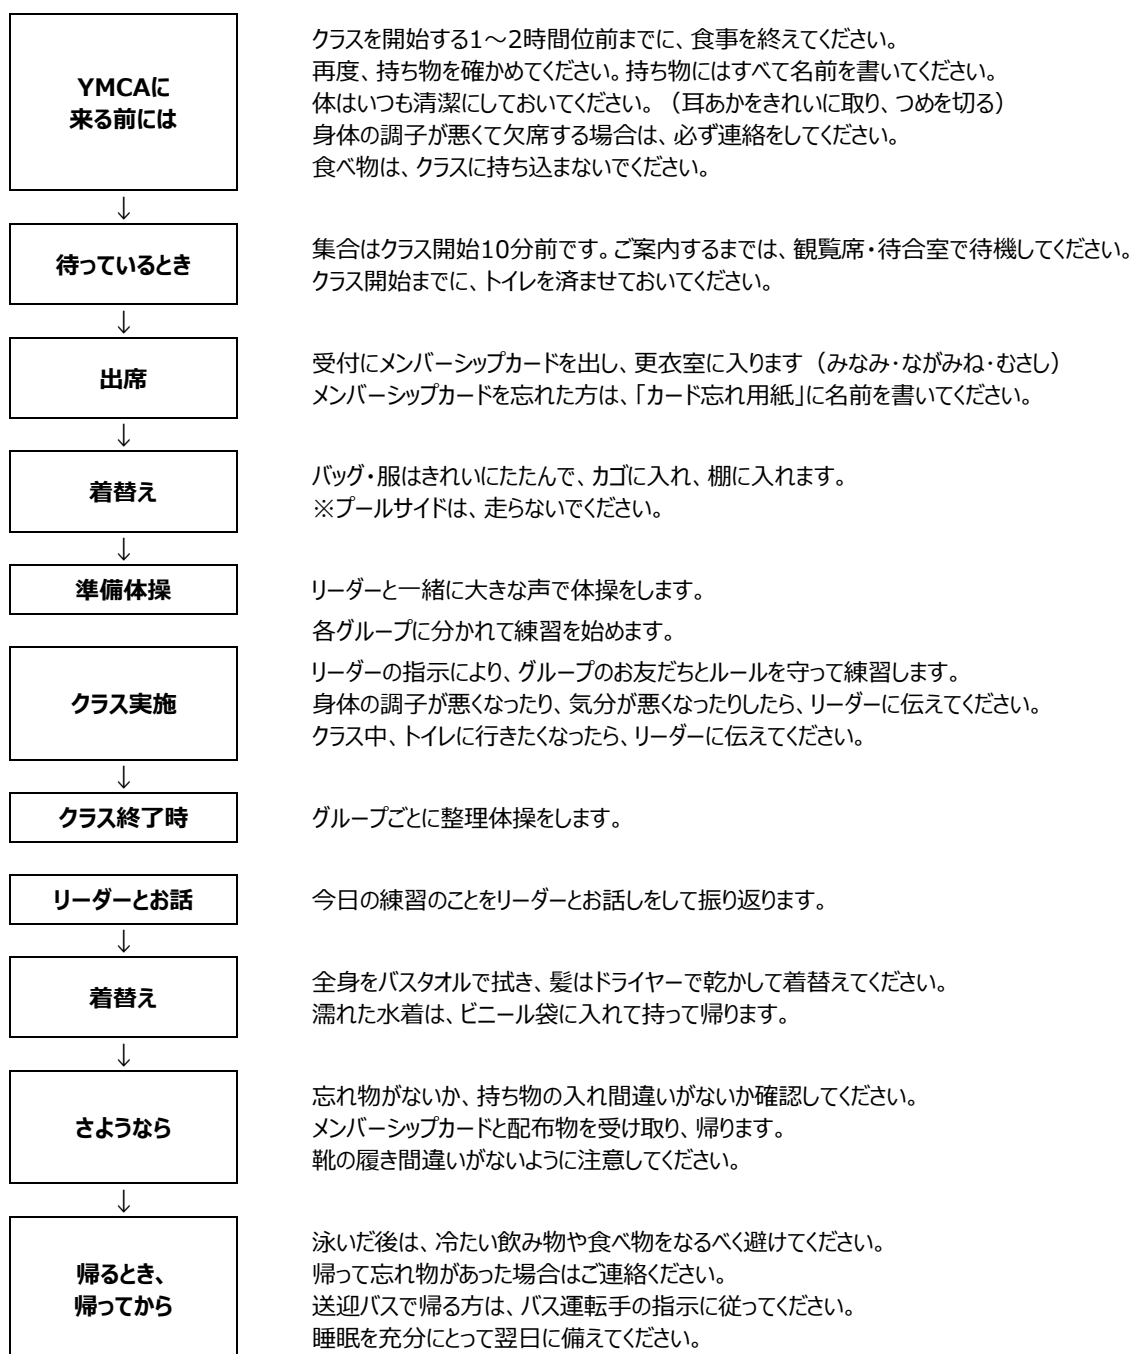 YMCAに
来る前には
クラスを開始する1～2時間位前までに、食事を終えてください。
再度、持ち物を確かめてください。持ち物にはすべて名前を書いてください。
体はいつも清潔にしておいてください。（耳あかをきれいに取り、つめを切る）
身体の調子が悪くて欠席する場合は、必ず連絡をしてください。
食べ物は、クラスに持ち込まないでください。
↓
待っているとき
集合はクラス開始10分前です。ご案内するまでは、観覧席・待合室で待機してください。
クラス開始までに、トイレを済ませておいてください。
↓
出席
受付にメンバーシップカードを出し、更衣室に入ります（みなみ・ながみね・むさし）
メンバーシップカードを忘れた方は、「カード忘れ用紙」に名前を書いてください。
↓
着替え
バッグ・服はきれいにたたんで、カゴに入れ、棚に入れます。
※プールサイドは、走らないでください。
↓
準備体操
リーダーと一緒に大きな声で体操をします。
各グループに分かれて練習を始めます。
クラス実施
リーダーの指示により、グループのお友だちとルールを守って練習します。
身体の調子が悪くなったり、気分が悪くなったりしたら、リーダーに伝えてください。
クラス中、トイレに行きたくなったら、リーダーに伝えてください。
↓
クラス終了時
グループごとに整理体操をします。
リーダーとお話
今日の練習のことをリーダーとお話しをして振り返ります。
↓
着替え
全身をバスタオルで拭き、髪はドライヤーで乾かして着替えてください。
濡れた水着は、ビニール袋に入れて持って帰ります。
↓
さようなら
忘れ物がないか、持ち物の入れ間違いがないか確認してください。
メンバーシップカードと配布物を受け取り、帰ります。
靴の履き間違いがないように注意してください。
↓
帰るとき、
帰ってから
泳いだ後は、冷たい飲み物や食べ物をなるべく避けてください。
帰って忘れ物があった場合はご連絡ください。
送迎バスで帰る方は、バス運転手の指示に従ってください。
睡眠を充分にとって翌日に備えてください。